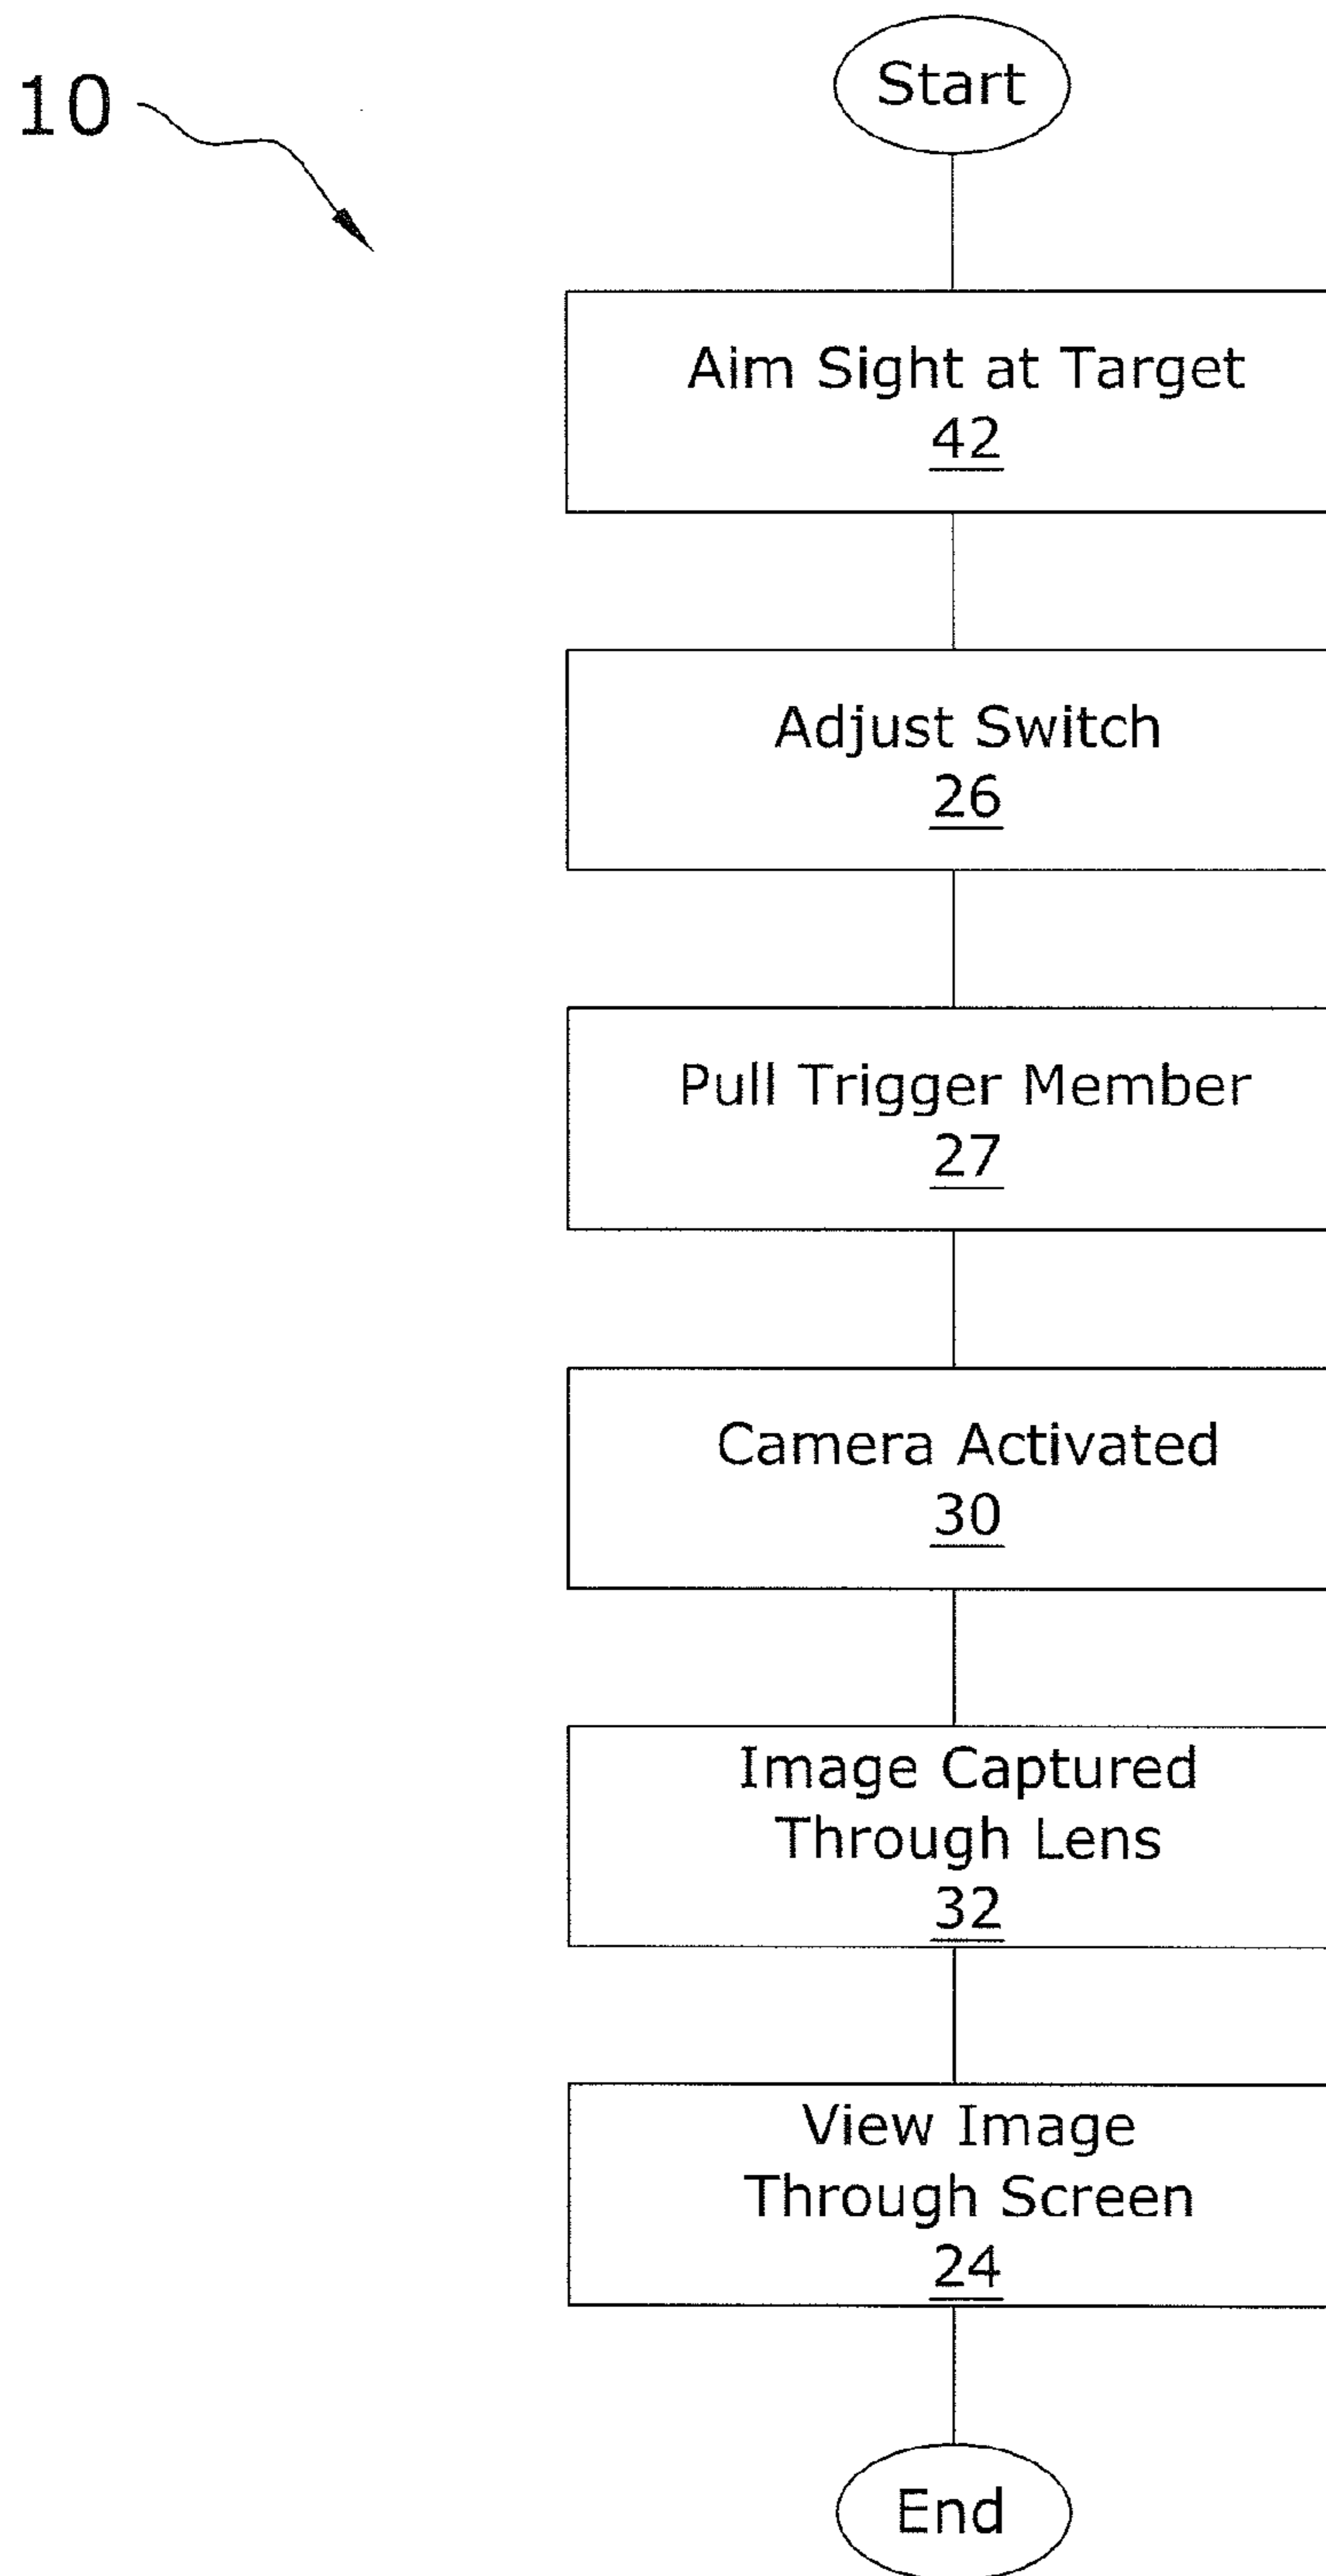 10
Start
Aim Sight at Target
42
Adjust Switch
26
Pull Trigger Member
27
Camera Activated
30
Image Captured
Through Lens
32
View Image
Through Screen
24
End